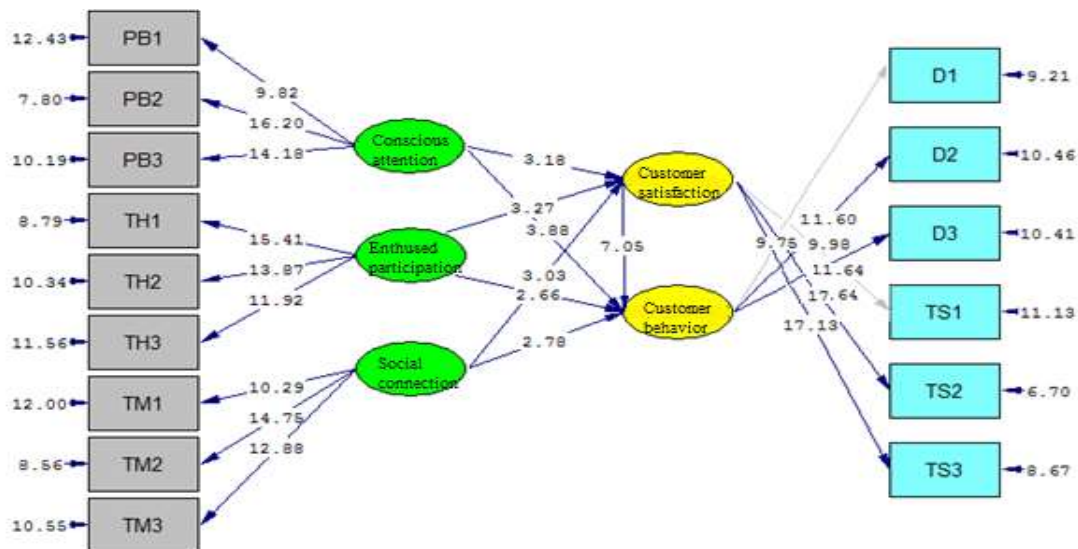 12.43
PB1
9.82
7.80
PB2
16.20
10.19
PB3
14.18
8.79
TH1
15.41
10.34
TH2
13.87
11.56
TH3
11.92
12.00
TM1
10.29
8.56
TM2
14.75
10.55
TM3
12.88
Conscious
attention
Enthused
participation
Social
connection
3.18
3.27
3.88
3.03
2.66
2.78
7.05
Customer
satisfaction
Customer
behavior
11.60
9.75
9.98
11.64
17.64
17.13
D1
9.21
D2
10.46
D3
10.41
TS1
11.13
TS2
6.70
TS3
8.67